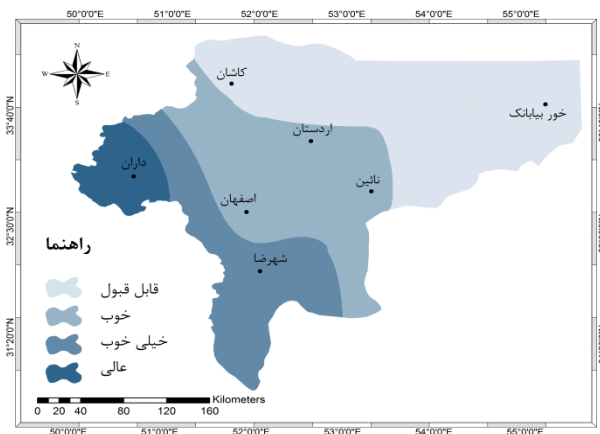 50°0'0"E 51°0'0"E 52°0'0"E 53°0'0"E 54°0'0"E 55°0'0"E
N
W E
S
33°40'0"N
32°30'0"N
31°20'0"N
کاشان
خور بیابانک
اردستان
داران
نائین
اصفهان
شهرضا
راهنما
قابل قبول
خوب
خیلی خوب
عالی
Kilometers
0 10 20 40 80 120 160
50°0'0"E 51°0'0"E 52°0'0"E 53°0'0"E 54°0'0"E 55°0'0"E